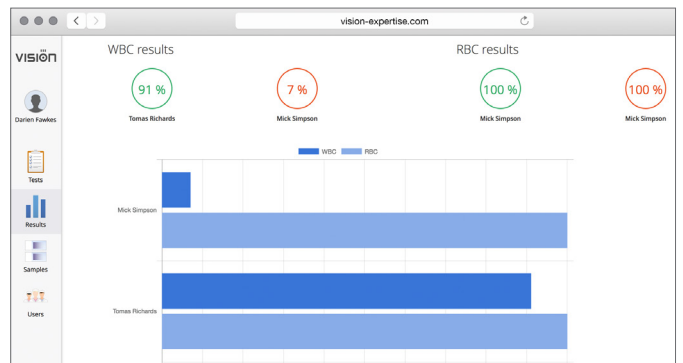 vision-expertise.com
VISION
WBC results
RBC results
91 %
7 %
100 %
100 %
Darien Fawkes
Tomas Richards
Mick Simpson
Mick Simpson
Mick Simpson
WBC
RBC
Tests
Mick Simpson
Results
Samples
Tomas Richards
Users